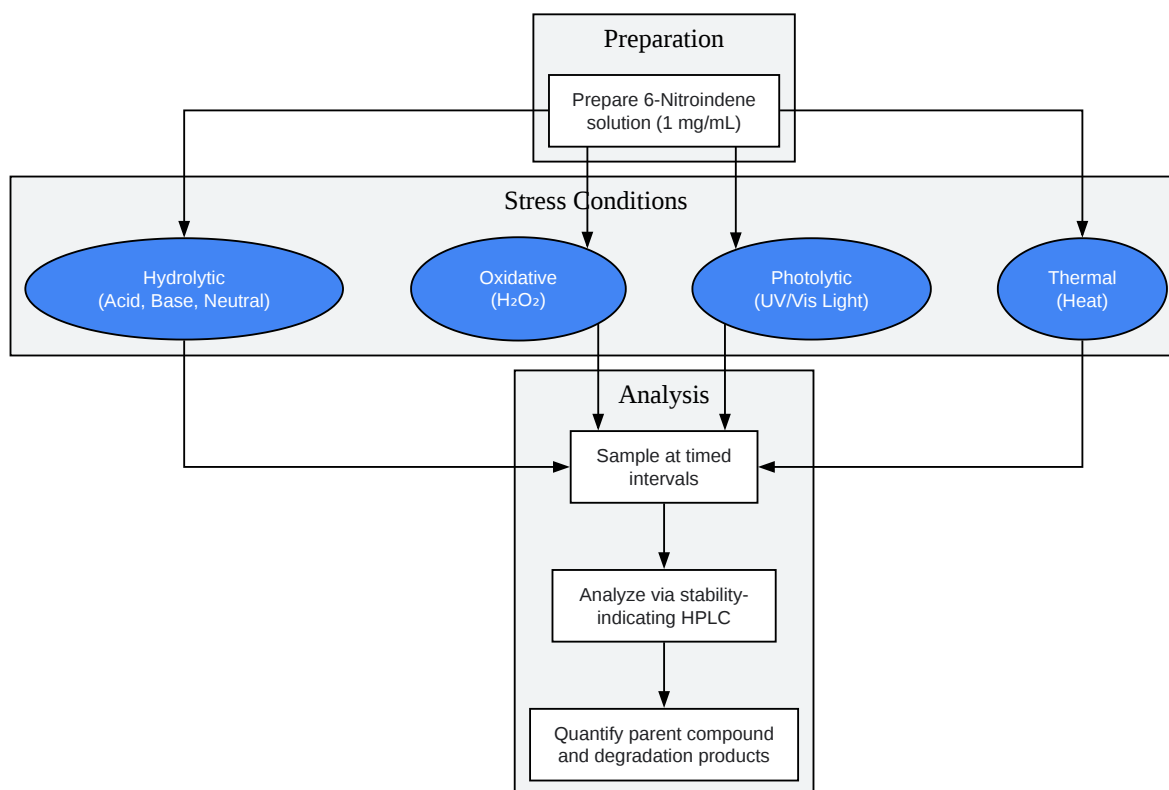 Preparation
Prepare 6-Nitroindene
solution (1 mg/mL)
Stress Conditions
Hydrolytic
(Acid, Base, Neutral)
Oxidative
(H₂O₂)
Photolytic
(UV/Vis Light)
Thermal
(Heat)
Analysis
Sample at timed
intervals
Analyze via stability-
indicating HPLC
Quantify parent compound
and degradation products